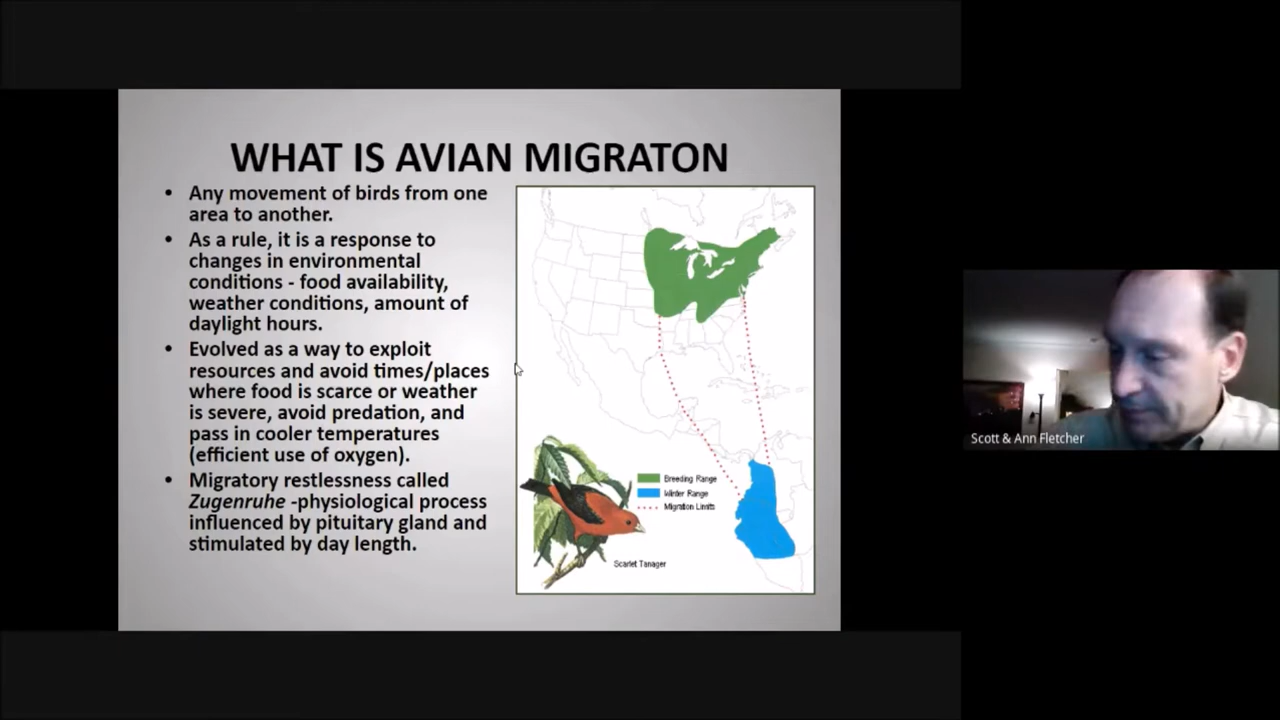 WHAT IS AVIAN MIGRATON
• Any movement of birds from one
area to another.
• As a rule, it is a response to
changes in environmental
conditions - food availability,
weather conditions, amount of
daylight hours.
• Evolved as a way to exploit
resources and avoid times/places
where food is scarce or weather
is severe, avoid predation, and
pass in cooler temperatures
(efficient use of oxygen).
• Migratory restlessness called
Zugenruhe -physiological process
influenced by pituitary gland and
stimulated by day length.
Breeding Range
Winter Range
Migration Limits
Scarlet Tanager
Scott & Ann Fletcher